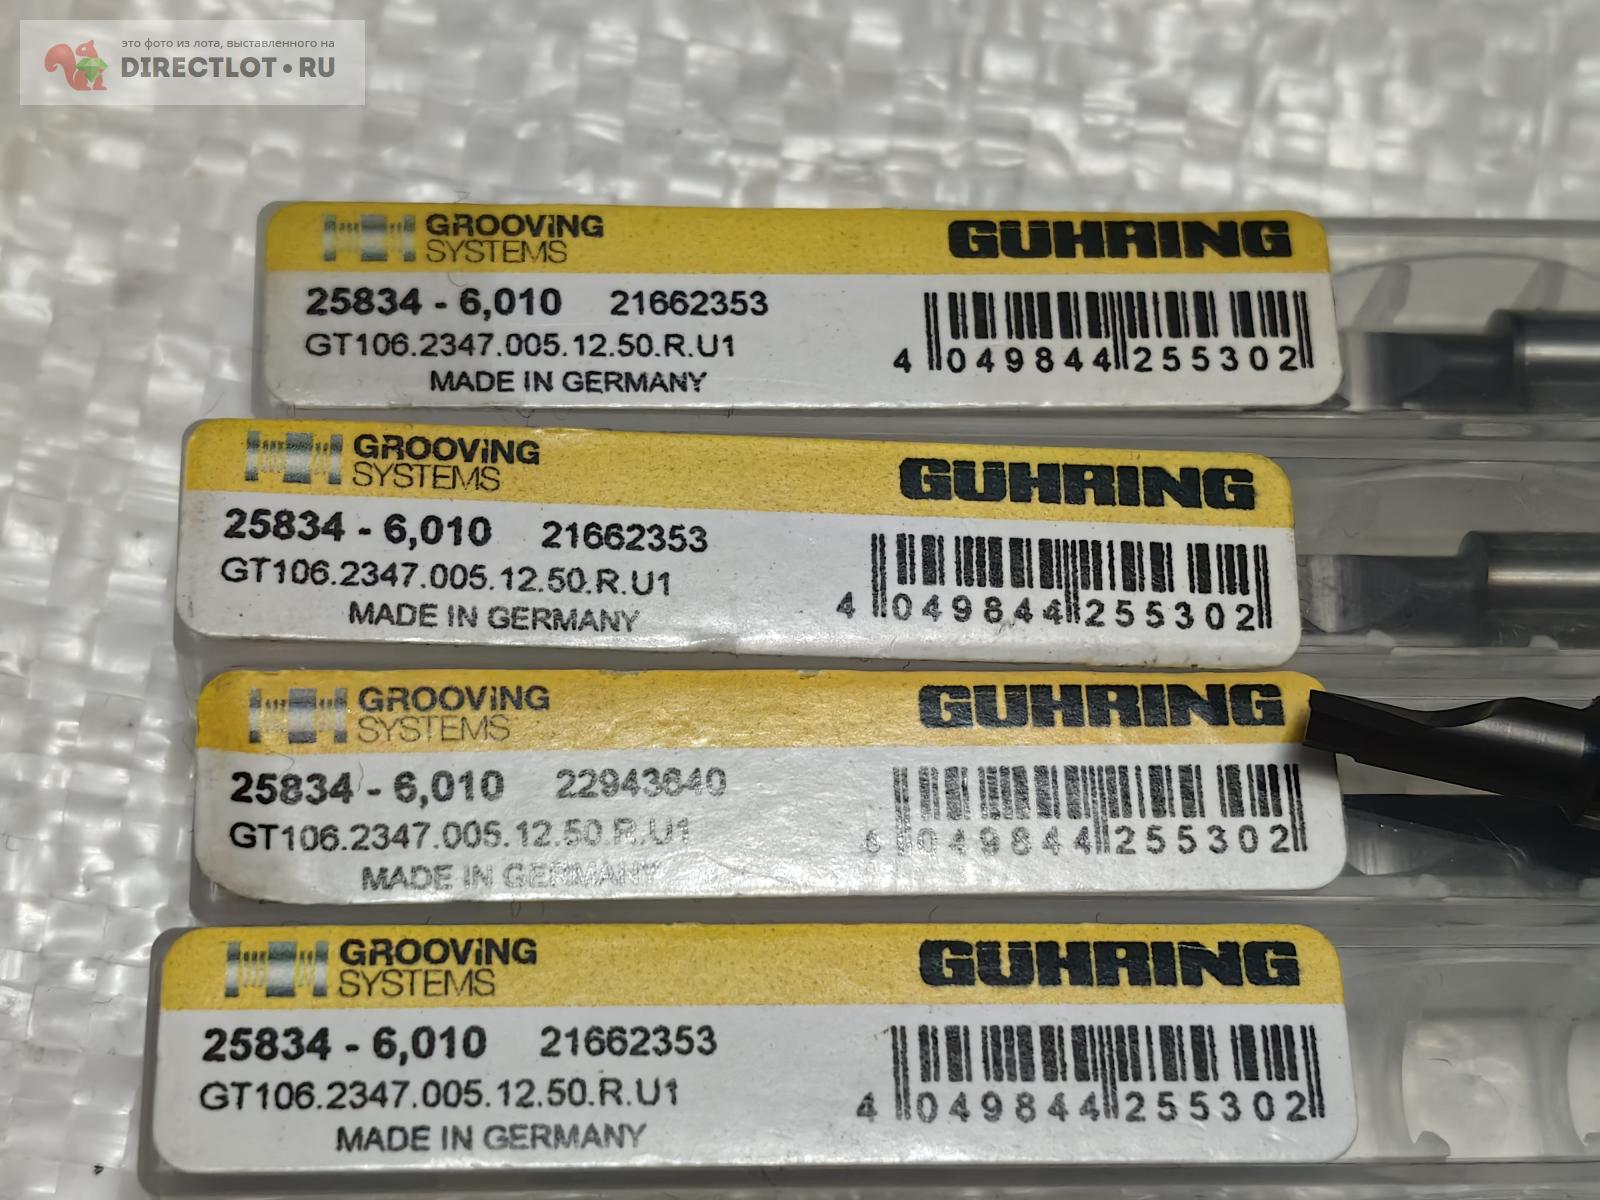 это фото из лота, выставленного на
DIRECTLOT•RU
GROOViNG
SYSTEMS
GÜHRING
25834 - 6,010 21662353
GT106.2347.005.12.50.R.U1
MADE IN GERMANY
4 049844 255302
GROOViNG
SYSTEMS
GÜHRING
25834 - 6,010 21662353
GT106.2347.005.12.50.R.U1
MADE IN GERMANY
4 049844 255302
GROOViNG
SYSTEMS
GÜHRING
25834 - 6,010 22943640
GT106.2347.005.12.50.R.U1
MADE IN GERMANY
4 049844 255302
GROOViNG
SYSTEMS
GÜHRING
25834 - 6,010 21662353
GT106.2347.005.12.50.R.U1
MADE IN GERMANY
4 049844 255302